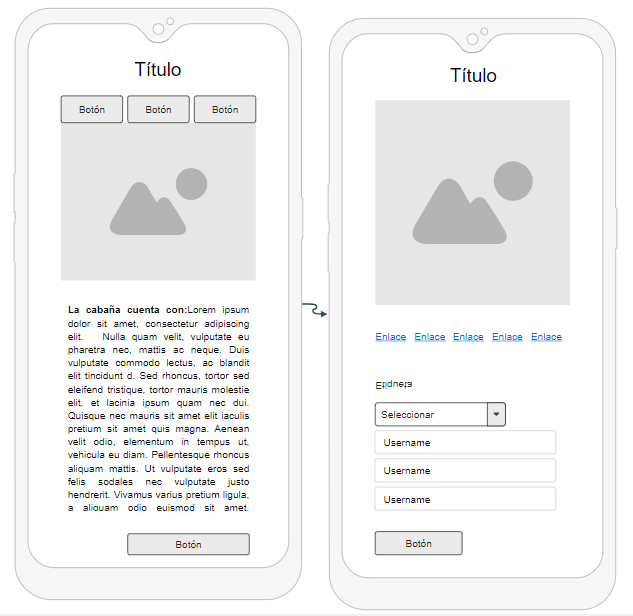 Título
Botón Botón Botón
La cabaña cuenta con:Lorem ipsum
dolor sit amet, consectetur adipiscing
elit. Nulla quam velit, vulputate eu
pharetra nec, mattis ac neque. Duis
vulputate commodo lectus, ac blandit
elit tincidunt d. Sed rhoncus, tortor sed
eleifend tristique, tortor mauris molestie
elit, et lacinia ipsum quam nec dui.
Quisque nec mauris sit amet elit iaculis
pretium sit amet quis magna. Aenean
velit odio, elementum in tempus ut,
vehicula eu diam. Pellentesque rhoncus
aliquam mattis. Ut vulputate eros sed
felis sodales nec vulputate justo
hendrerit. Vivamus varius pretium ligula,
a aliquam odio euismod sit amet.
Botón
Título
Enlace Enlace Enlace Enlace Enlace
Seleccionar
Username
Username
Username
Botón